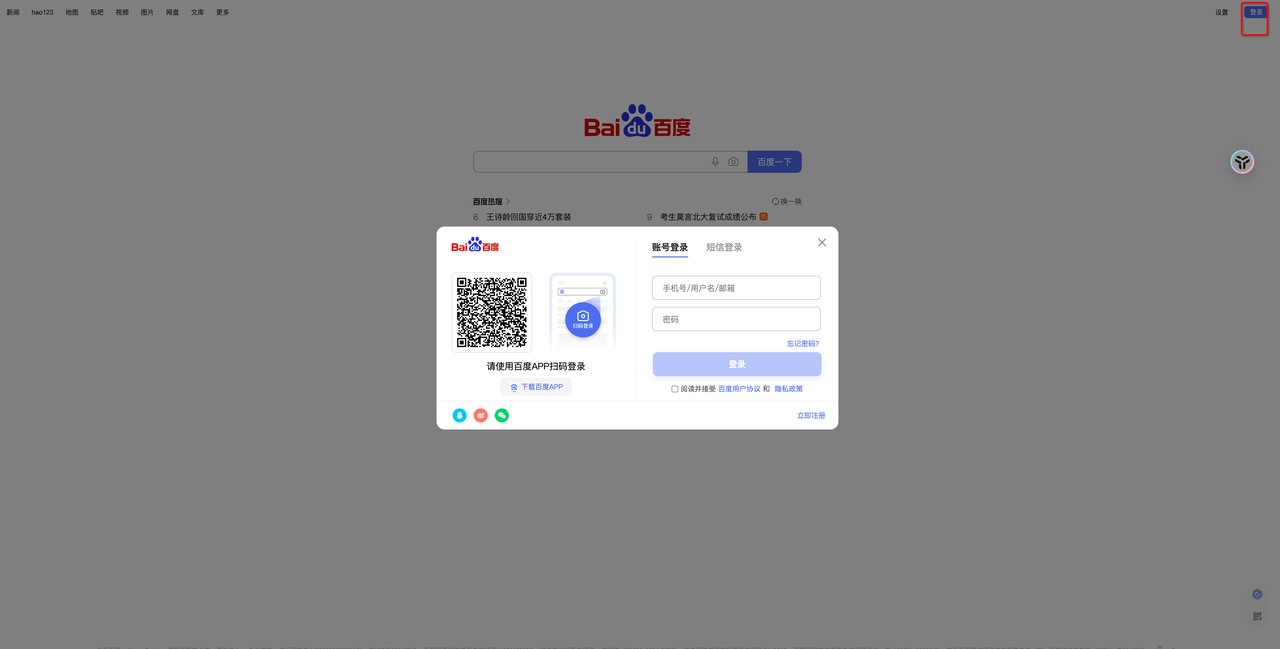 新闻 hao123 地图 贴吧 视频 图片 网盘 文库 更多 设置 登录
Bai du 百度
百度一下
百度热搜 换一换
6 王诗龄回国穿近4万套装 9 考生莫言北大复试成绩公布 热
Bai du 百度
账号登录 短信登录
手机号/用户名/邮箱
扫码登录
密码
忘记密码?
请使用百度APP扫码登录
登录
下载百度APP
阅读并接受 百度用户协议 和 隐私政策
立即注册